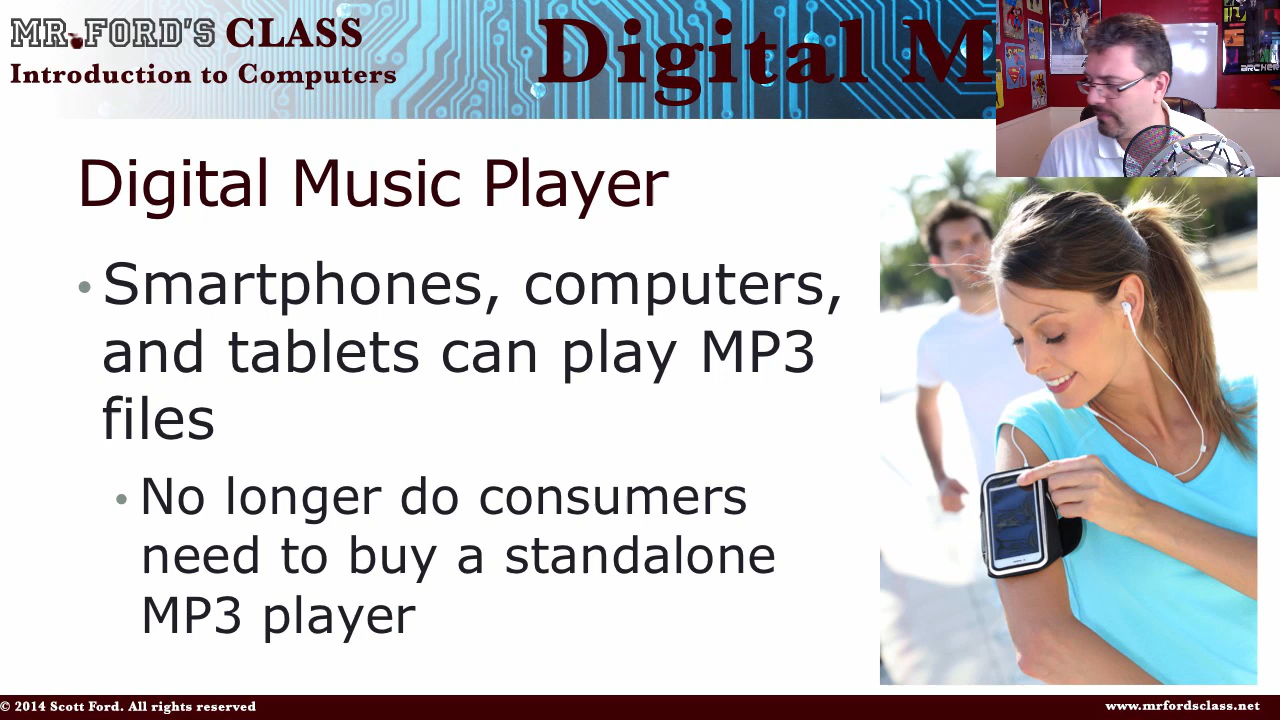 MR.FORD'S CLASS
Introduction to Computers
Digital M
ARCHER
Digital Music Player
• Smartphones, computers,
and tablets can play MP3
files
• No longer do consumers
need to buy a standalone
MP3 player
© 2014 Scott Ford. All rights reserved
www.mrfordsclass.net